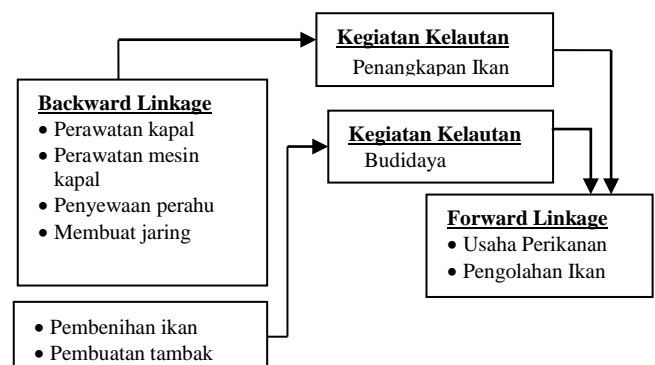 Kegiatan Kelautan
Penangkapan Ikan
Backward Linkage
• Perawatan kapal
• Perawatan mesin
kapal
• Penyewaan perahu
• Membuat jaring
Kegiatan Kelautan
Budidaya
Forward Linkage
• Usaha Perikanan
• Pengolahan Ikan
• Pembenihan ikan
• Pembuatan tambak